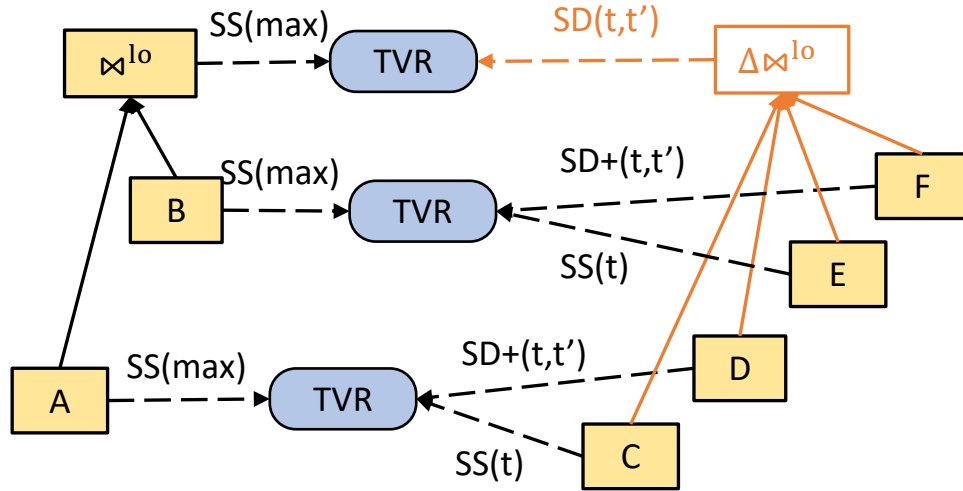 SS(max)
SD(t,t’)
⋈lo
TVR
Δ⋈lo
SS(max)
SD+(t,t’)
B
TVR
F
SS(t)
E
SS(max)
SD+(t,t’)
D
A
TVR
SS(t)
C